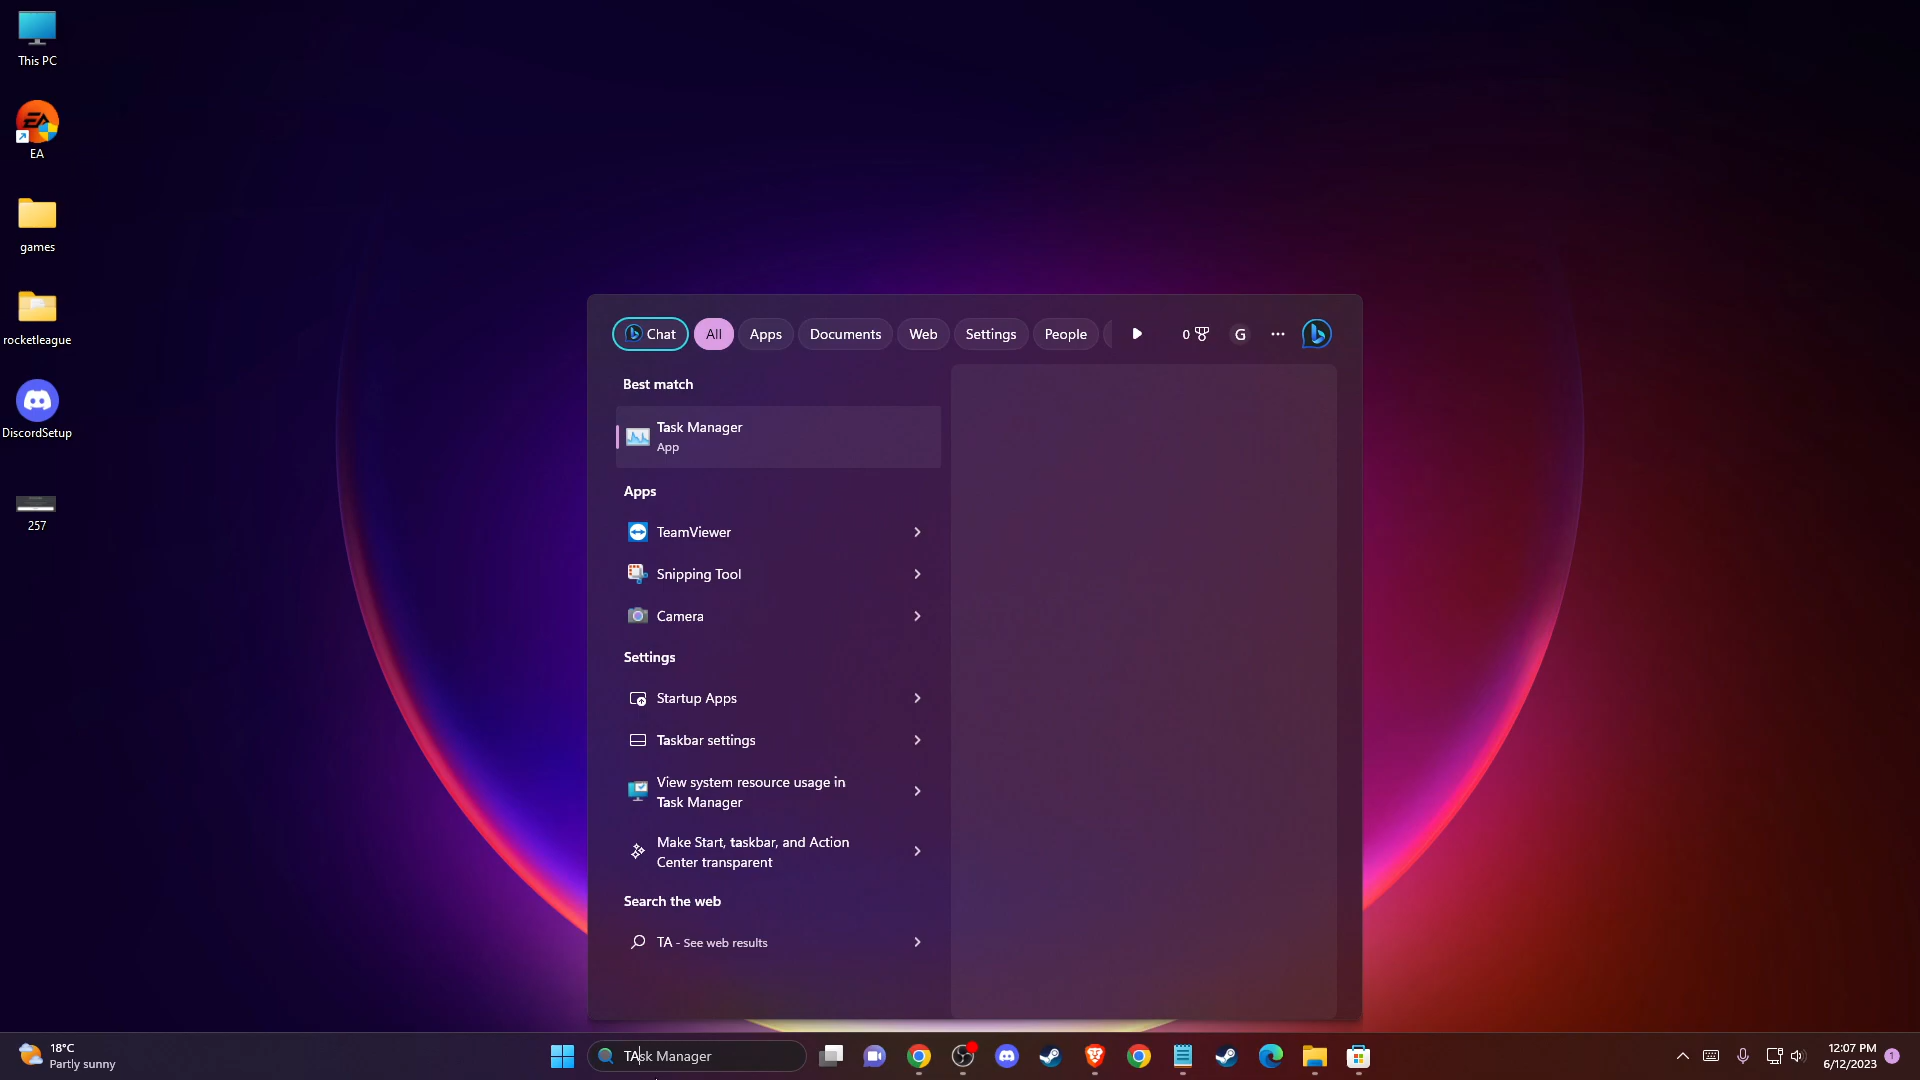 This PC
EA
EA
games
rocketleague
DiscordSetup
257
Chat
All
Apps
Documents
Web
Settings
People
0
G
Best match
Task Manager
App
Apps
TeamViewer
Snipping Tool
Camera
Settings
Startup Apps
Taskbar settings
View system resource usage in
Task Manager
Make Start, taskbar, and Action
Center transparent
Search the web
TA - See web results
18°C
Partly sunny
TAsk Manager
12:07 PM
6/12/2023
1